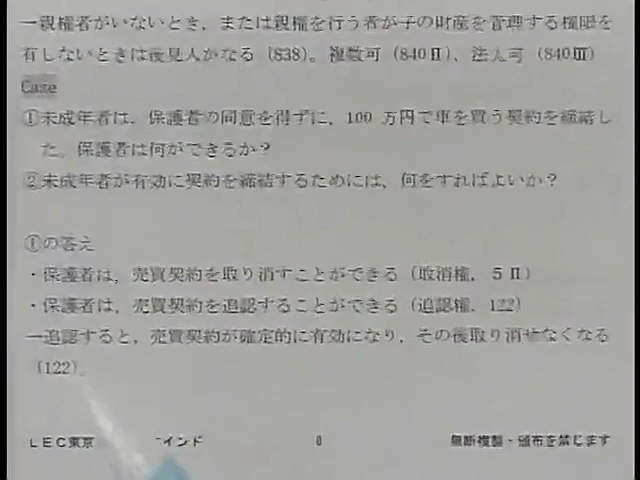 →親権者がいないとき、または親権を行う者が子の財産を管理する権限を
有しないときは後見人がなる（838）。複数可（840Ⅱ）、法人可（840Ⅲ）
Case
①未成年者は、保護者の同意を得ずに、100 万円で車を買う契約を締結し
た。保護者は何ができるか？
②未成年者が有効に契約を締結するためには、何をすればよいか？
①の答え
・保護者は、売買契約を取り消すことができる（取消権、５Ⅱ）
・保護者は、売買契約を追認することができる（追認権、122）
→追認すると、売買契約が確定的に有効になり、その後取り消せなくなる
（122）。
ＬＥＣ東京 インド 8 無断複製・頒布を禁じます